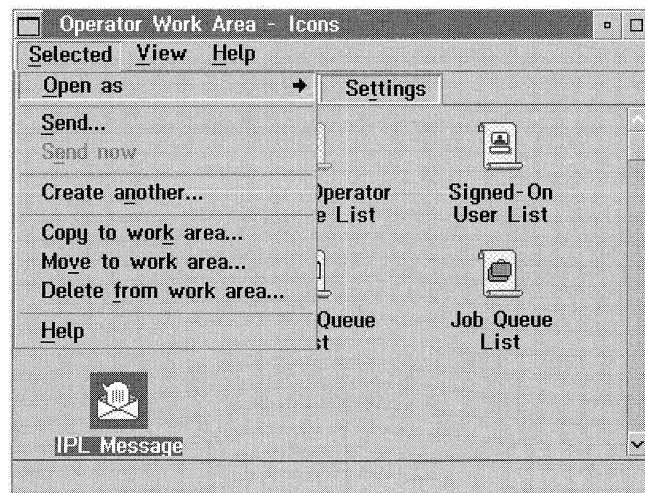 Operator Work Area - Icons
Selected View Help
Open as
Settings
Send...
Send now
Create another...
Copy to work area...
Move to work area...
Delete from work area...
Help
Operator
e List
Signed-On
User List
Queue
st
Job Queue
List
IPL Message